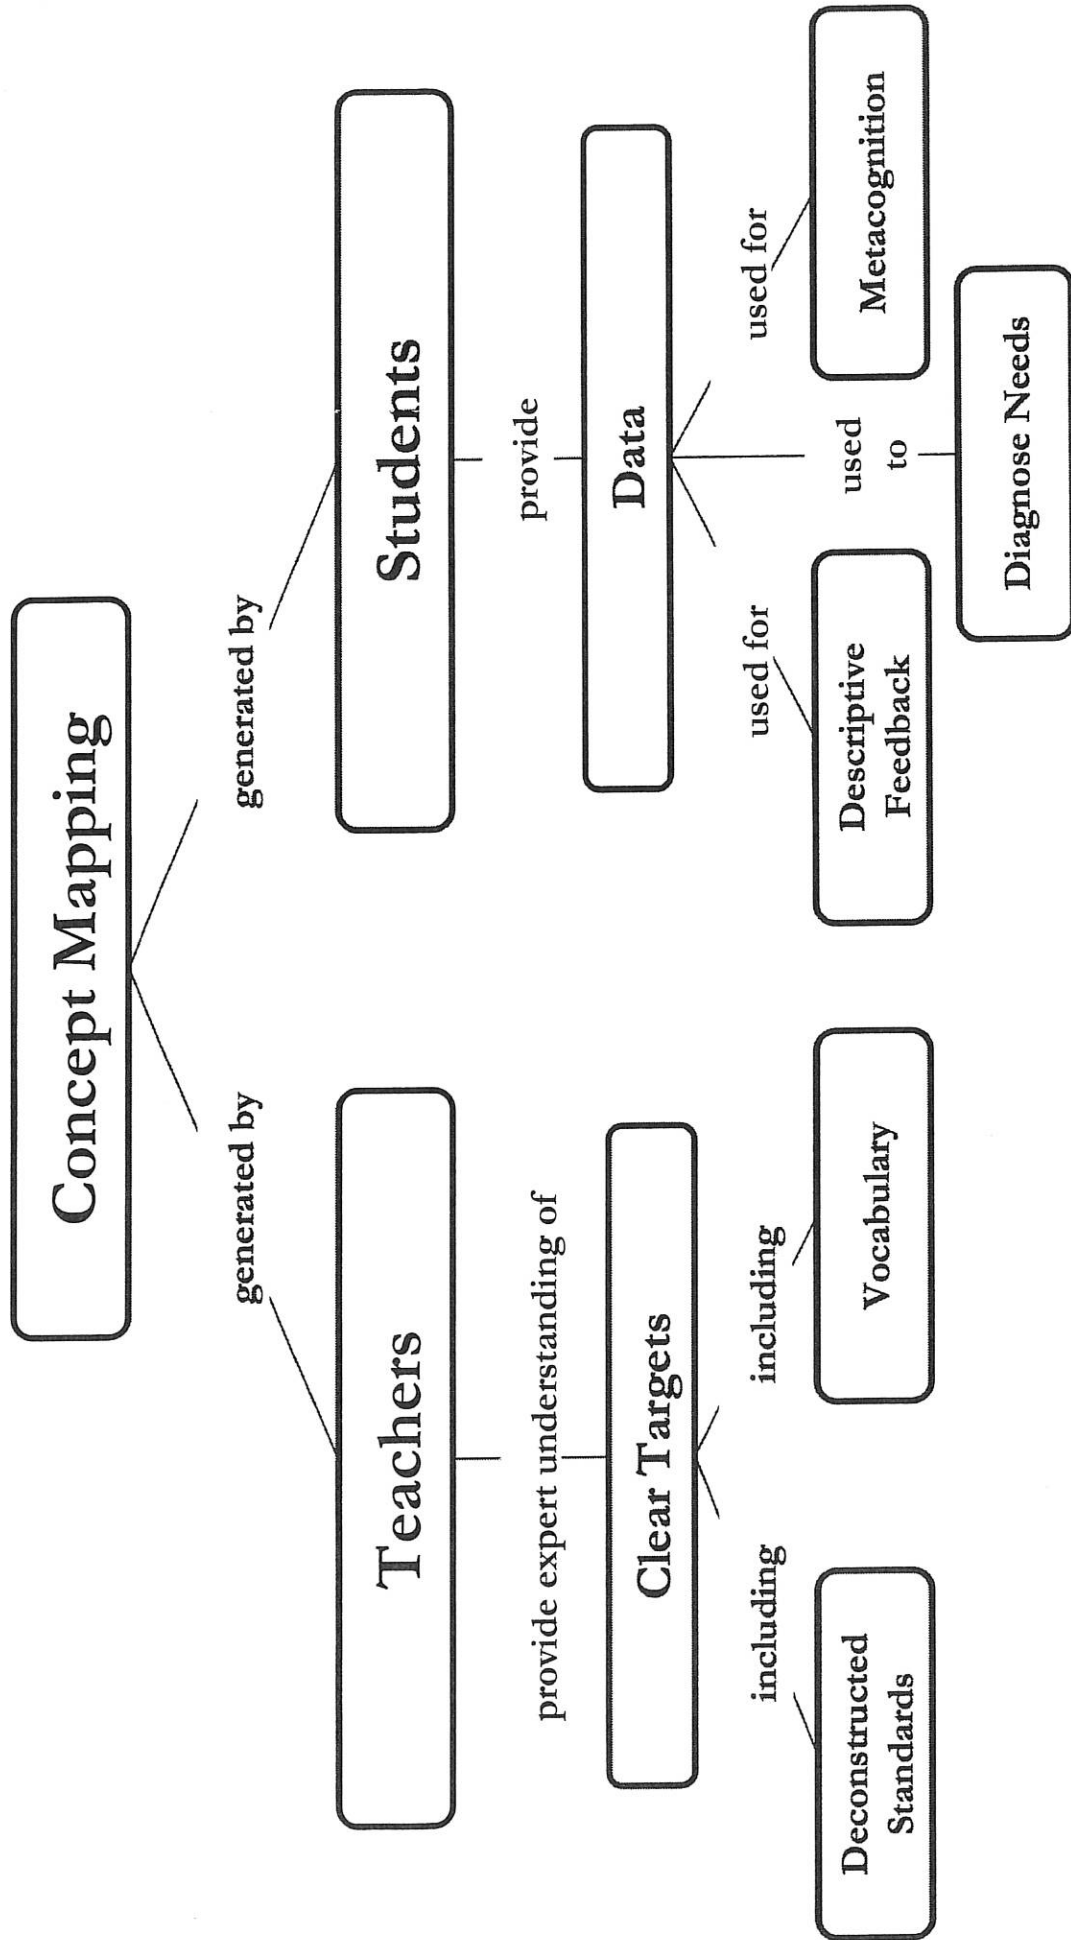 Concept Mapping
generated by
generated by
Teachers
Students
provide expert understanding of
provide
Clear Targets
Data
including
including
used for
used
to
used for
Deconstructed
Standards
Vocabulary
Descriptive
Feedback
Metacognition
Diagnose Needs